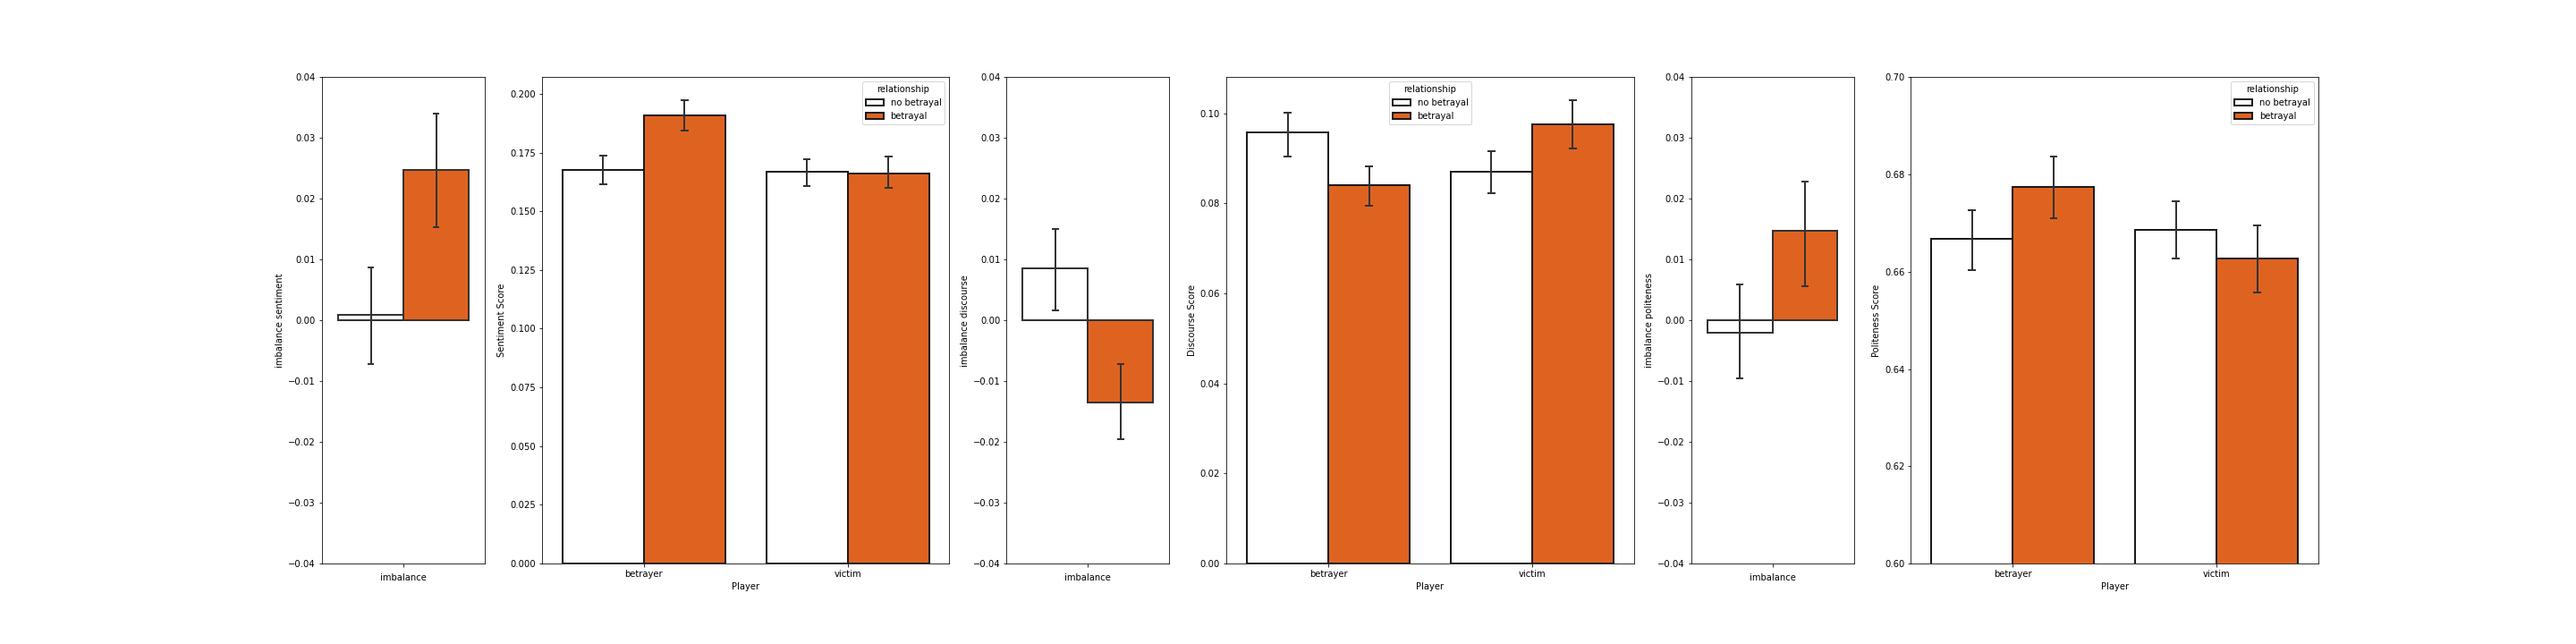 imbalance sentiment
0.04
0.03
0.02
0.01
0.00
−0.01
−0.02
−0.03
−0.04
imbalance
Sentiment Score
0.200
0.175
0.150
0.125
0.100
0.075
0.050
0.025
0.000
relationship
no betrayal
betrayal
betrayer
victim
Player
imbalance discourse
0.04
0.03
0.02
0.01
0.00
−0.01
−0.02
−0.03
−0.04
imbalance
Discourse Score
0.10
0.08
0.06
0.04
0.02
0.00
relationship
no betrayal
betrayal
betrayer
victim
Player
imbalance politeness
0.04
0.03
0.02
0.01
0.00
−0.01
−0.02
−0.03
−0.04
imbalance
Politeness Score
0.70
0.68
0.66
0.64
0.62
0.60
relationship
no betrayal
betrayal
betrayer
victim
Player